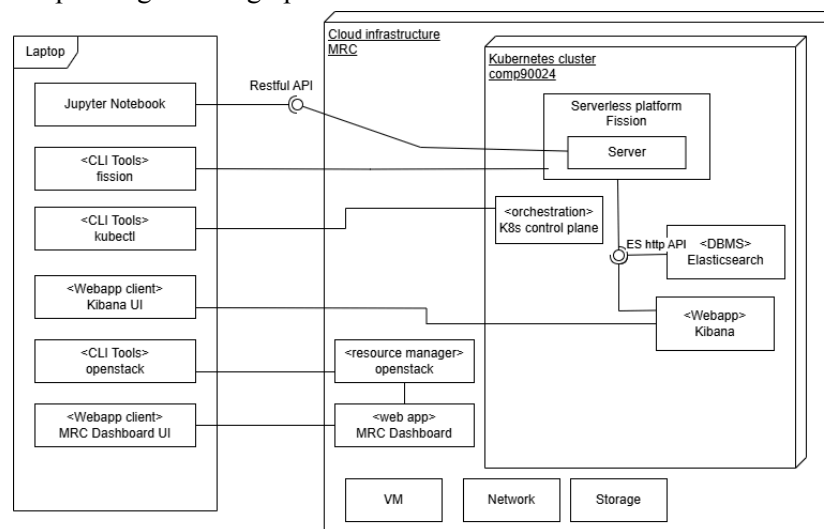 Cloud infrastructure
MRC
Laptop
Kubernetes cluster
comp90024
Restful API
Jupyter Notebook
Serverless platform
Fission
Server
<CLI Tools>
fission
<CLI Tools>
kubectl
<orchestration>
K8s control plane
ES http API
<DBMS>
Elasticsearch
<Webapp client>
Kibana UI
<Webapp>
Kibana
<CLI Tools>
openstack
<resource manager>
openstack
<Webapp client>
MRC Dashboard UI
<web app>
MRC Dashboard
VM
Network
Storage